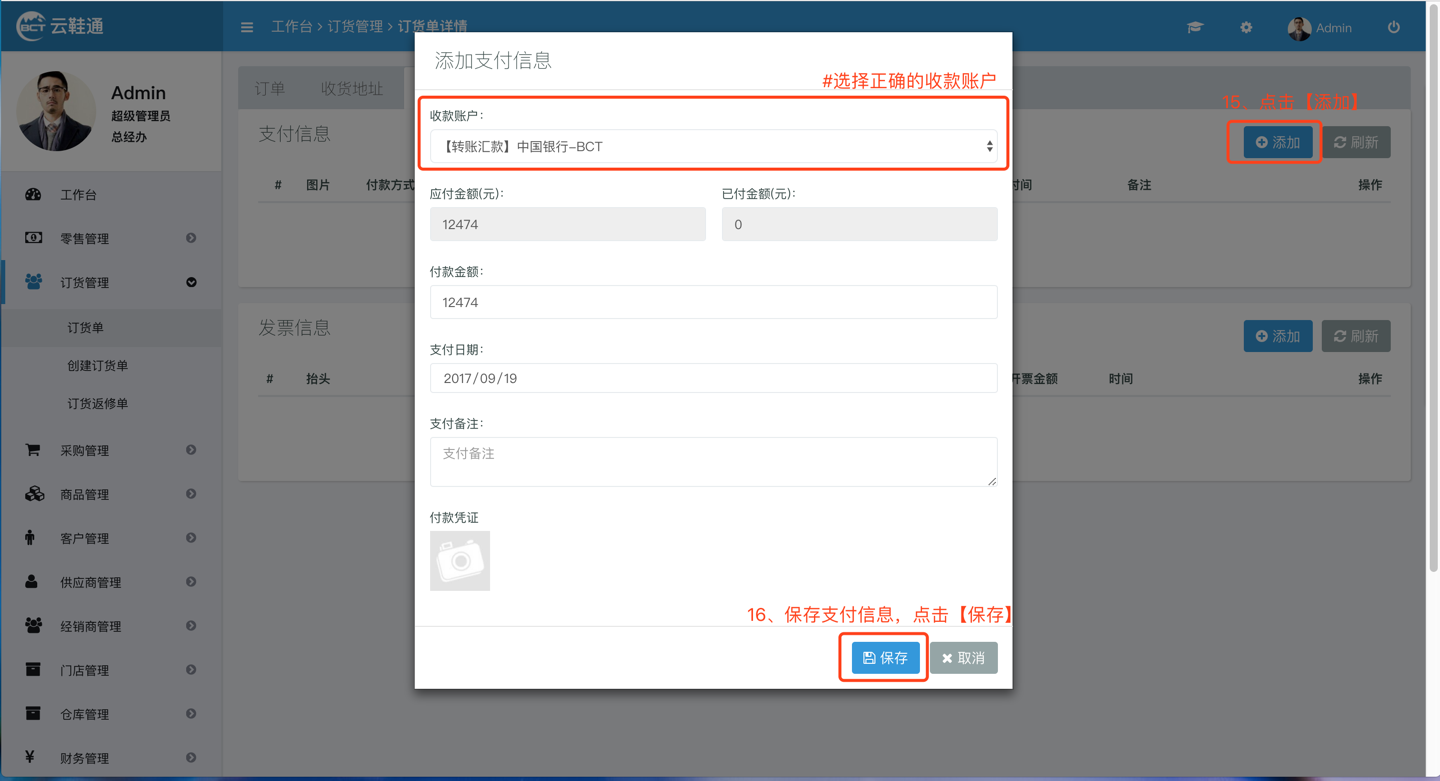 BCT 云鞋通
工作台 > 订货管理 > 订货单详情
Admin
Admin
超级管理员
总经办
工作台
零售管理
订货管理
订货单
创建订货单
订货返修单
采购管理
商品管理
客户管理
供应商管理
经销商管理
门店管理
仓库管理
¥ 财务管理
订单 收货地址
支付信息
15、点击【添加】
添加 刷新
# 图片 付款方式 时间 备注 操作
发票信息
添加 刷新
# 抬头 开票金额 时间 操作
添加支付信息
#选择正确的收款账户
收款账户:
【转账汇款】中国银行-BCT
应付金额(元): 已付金额(元):
12474 0
付款金额:
12474
支付日期:
2017/09/19
支付备注:
支付备注
付款凭证
16、保存支付信息，点击【保存】
保存 取消